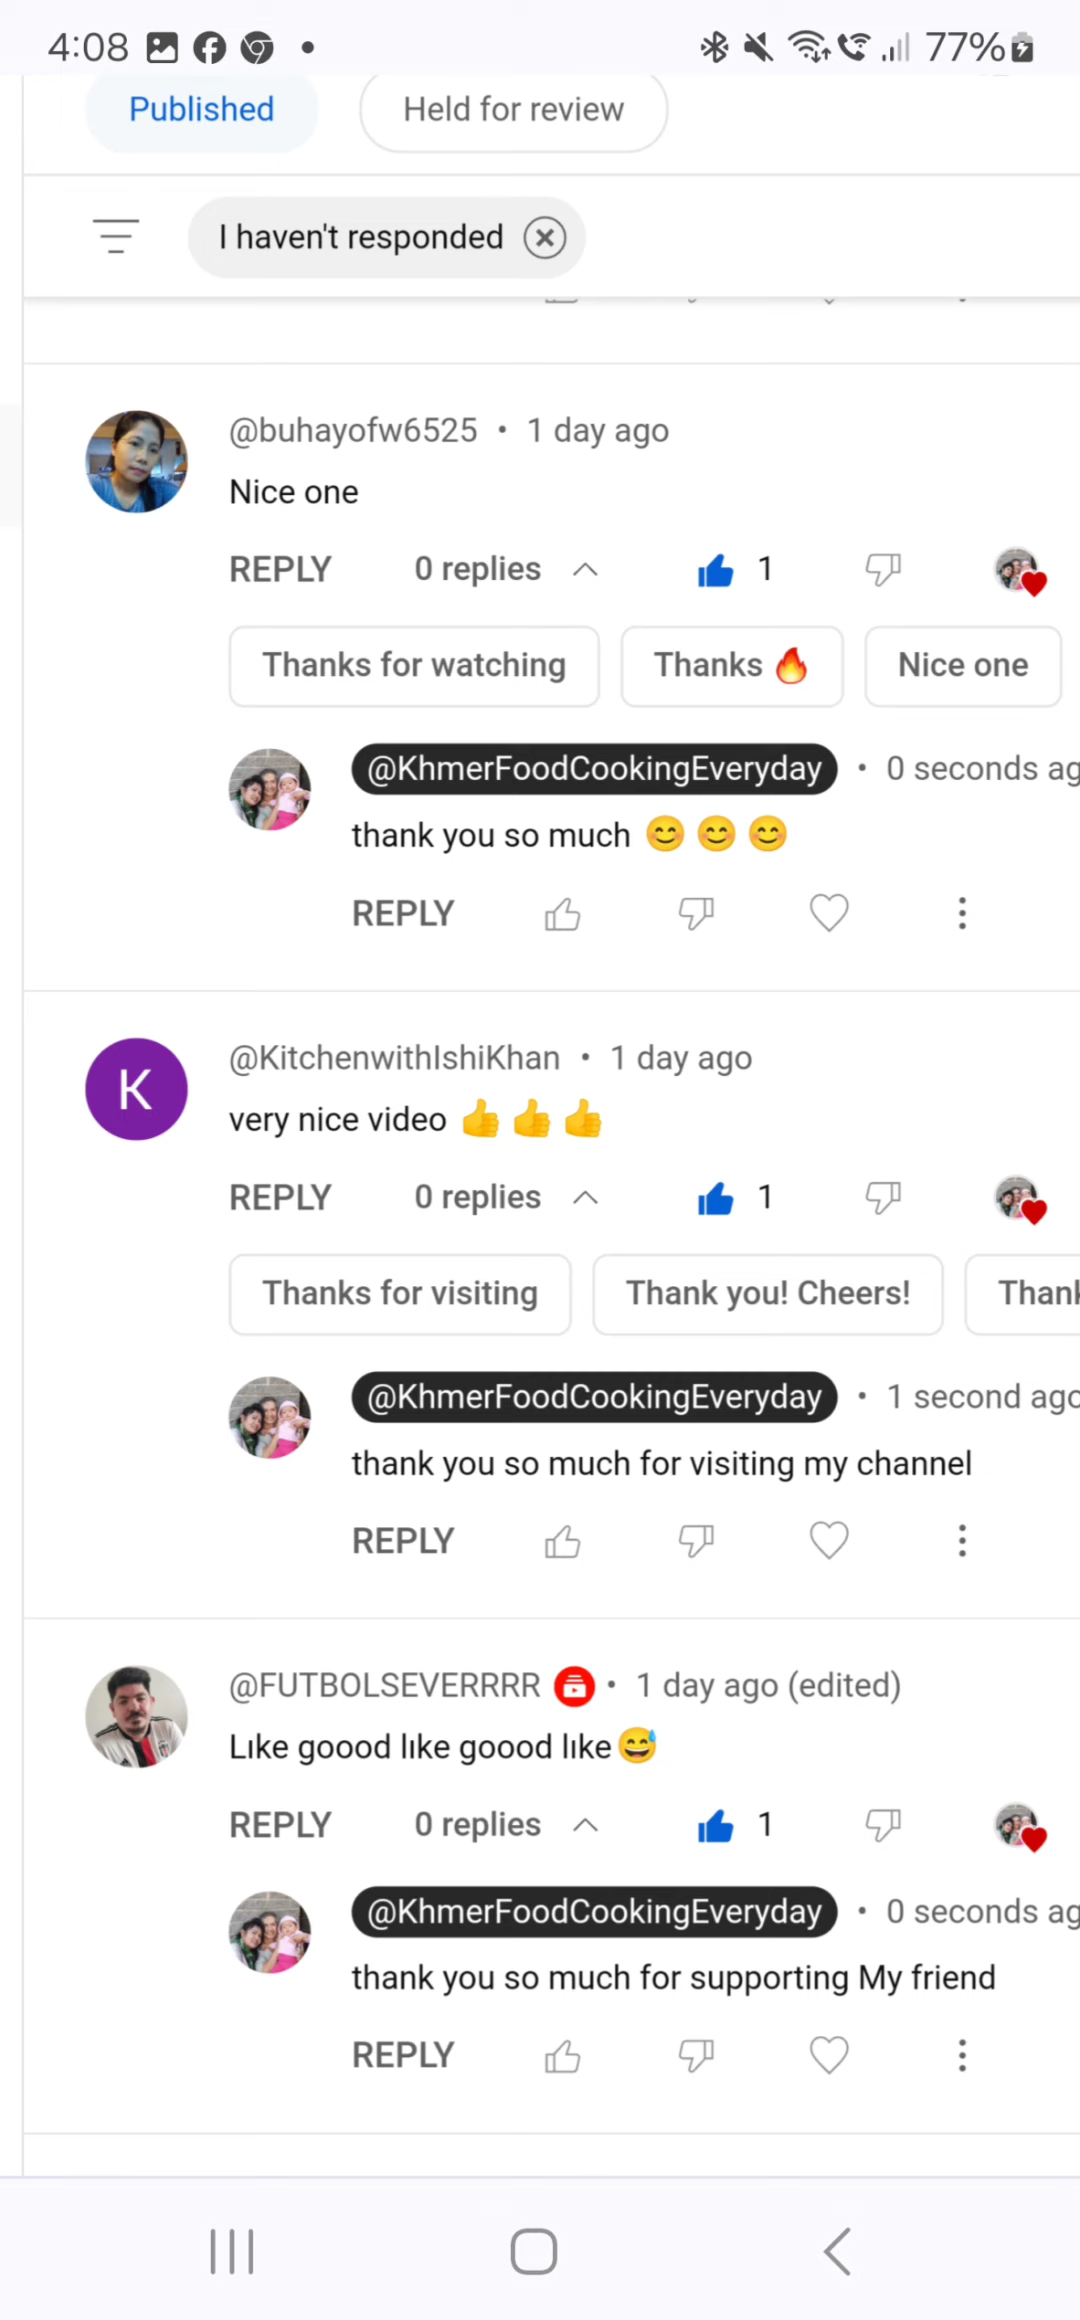 4:08 77%
Published Held for review
I haven't responded
@buhayofw6525 • 1 day ago
Nice one
REPLY 0 replies 1
Thanks for watching Thanks 🔥 Nice one
@KhmerFoodCookingEveryday • 0 seconds ag
thank you so much 😊 😊 😊
REPLY
K
@KitchenwithIshiKhan • 1 day ago
very nice video 👍 👍 👍
REPLY 0 replies 1
Thanks for visiting Thank you! Cheers! Thank
@KhmerFoodCookingEveryday • 1 second ago
thank you so much for visiting my channel
REPLY
@FUTBOLSEVERRRR • 1 day ago (edited)
Lıke goood lıke goood lıke😅
REPLY 0 replies 1
@KhmerFoodCookingEveryday • 0 seconds ag
thank you so much for supporting My friend
REPLY